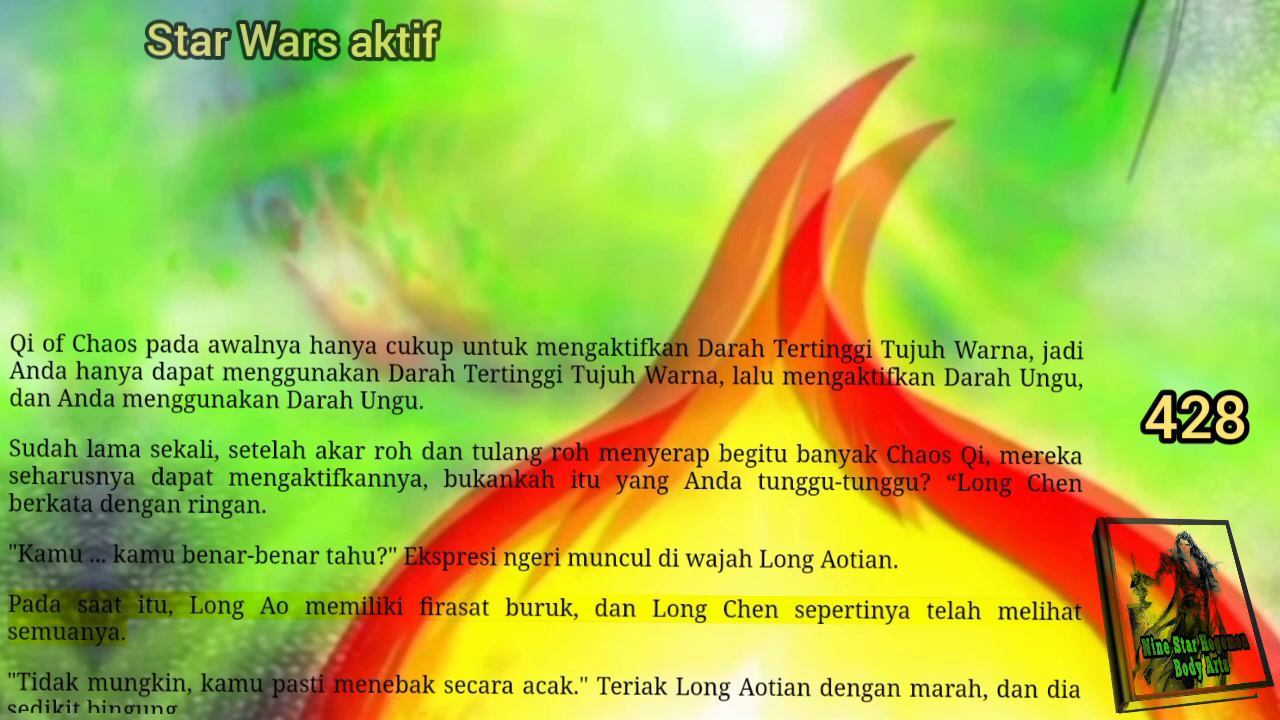 Star Wars aktif
Qi of Chaos pada awalnya hanya cukup untuk mengaktifkan Darah Tertinggi Tujuh Warna, jadi
Anda hanya dapat menggunakan Darah Tertinggi Tujuh Warna, lalu mengaktifkan Darah Ungu,
dan Anda menggunakan Darah Ungu.
Sudah lama sekali, setelah akar roh dan tulang roh menyerap begitu banyak Chaos Qi, mereka
seharusnya dapat mengaktifkannya, bukankah itu yang Anda tunggu-tunggu? “Long Chen
berkata dengan ringan.
"Kamu ... kamu benar-benar tahu?" Ekspresi ngeri muncul di wajah Long Aotian.
Pada saat itu, Long Ao memiliki firasat buruk, dan Long Chen sepertinya telah melihat
semuanya.
"Tidak mungkin, kamu pasti menebak secara acak." Teriak Long Aotian dengan marah, dan dia
sedikit bingung
428
Nine Star Hegemon
Body Arts